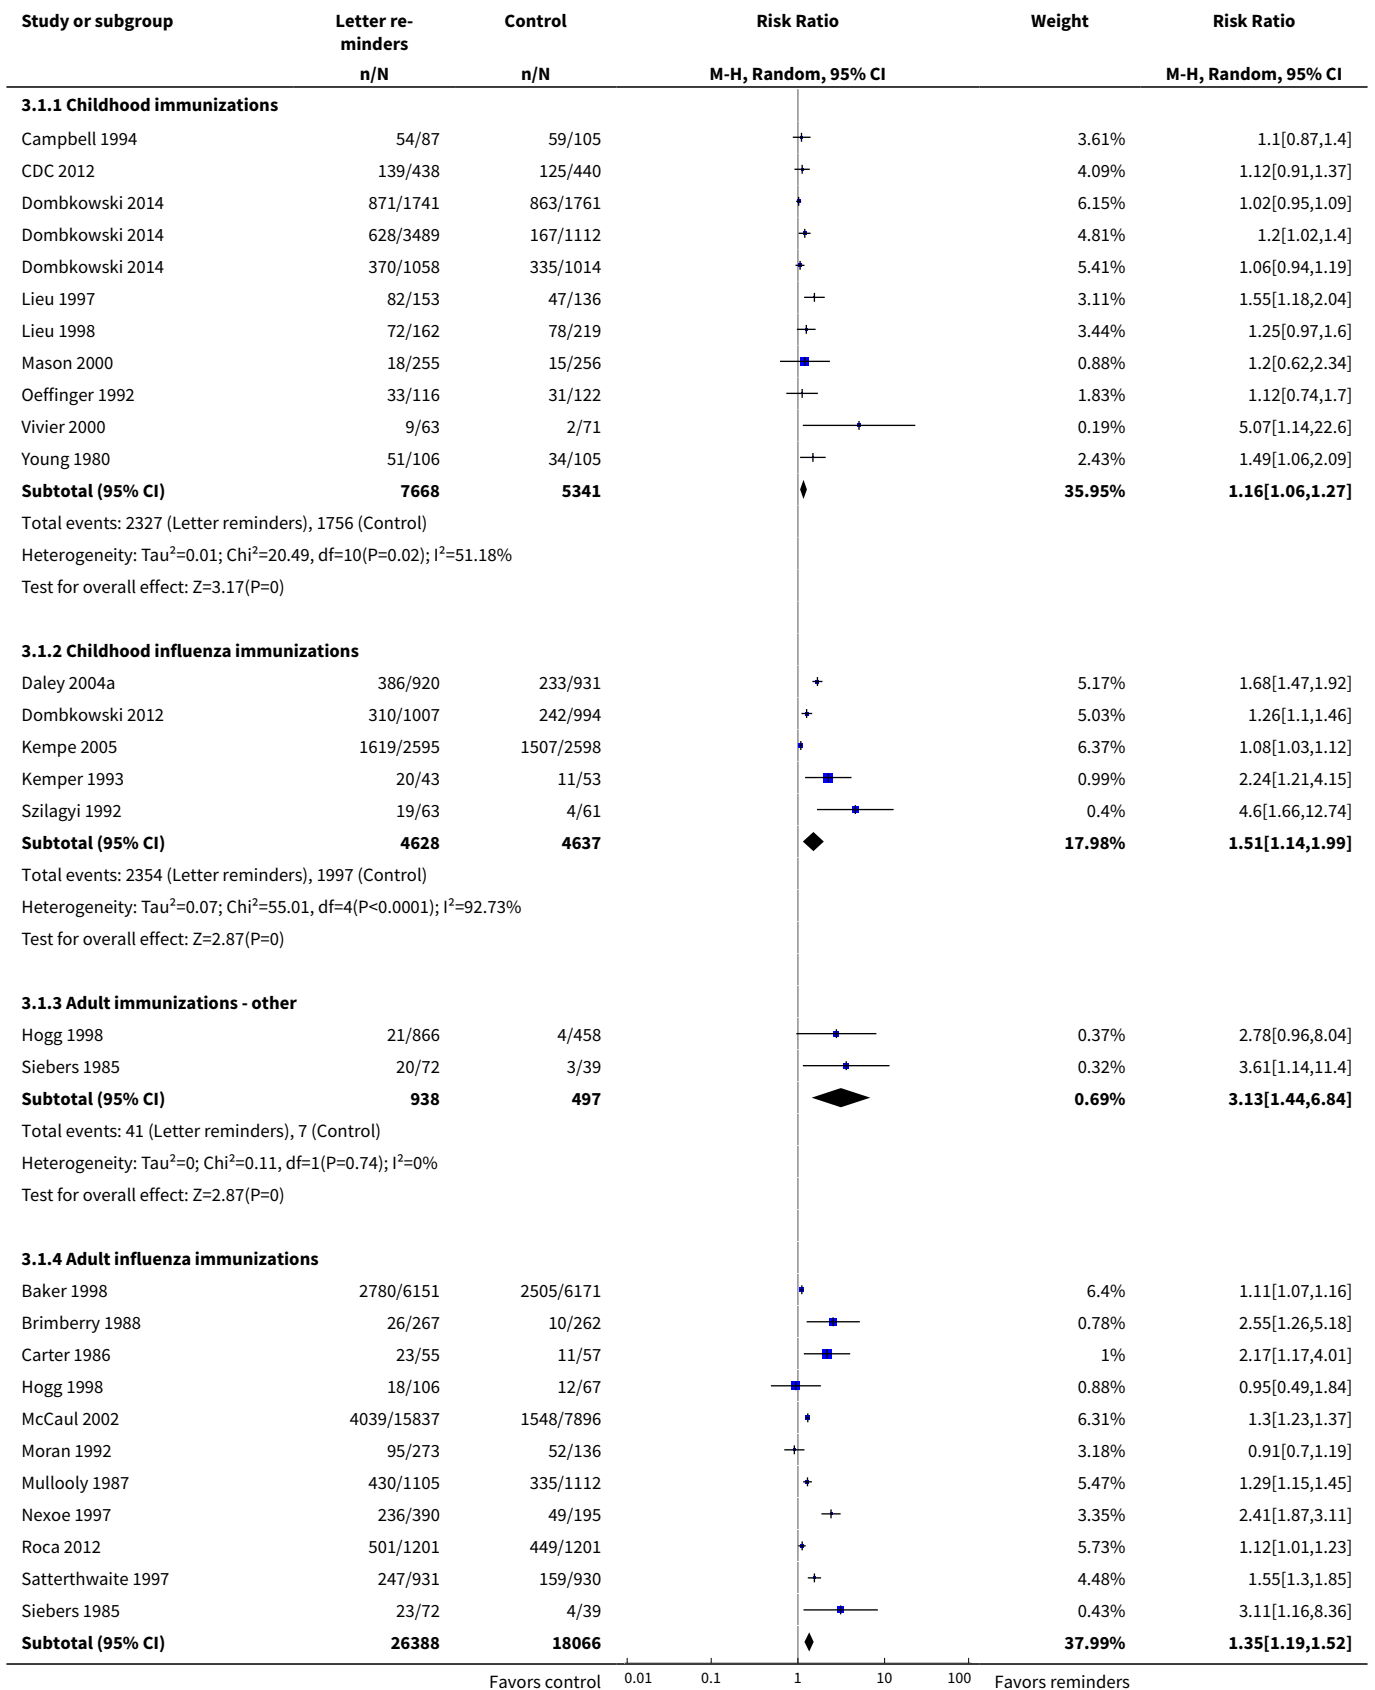 Study or subgroup Letter re- Control Risk Ratio Weight Risk Ratio
minders
n/N n/N M-H, Random, 95% CI M-H, Random, 95% CI
3.1.1 Childhood immunizations
Campbell 1994 54/87 59/105 3.61% 1.1[0.87,1.4]
CDC 2012 139/438 125/440 4.09% 1.12[0.91,1.37]
Dombkowski 2014 871/1741 863/1761 6.15% 1.02[0.95,1.09]
Dombkowski 2014 628/3489 167/1112 4.81% 1.2[1.02,1.4]
Dombkowski 2014 370/1058 335/1014 5.41% 1.06[0.94,1.19]
Lieu 1997 82/153 47/136 3.11% 1.55[1.18,2.04]
Lieu 1998 72/162 78/219 3.44% 1.25[0.97,1.6]
Mason 2000 18/255 15/256 0.88% 1.2[0.62,2.34]
Oeffinger 1992 33/116 31/122 1.83% 1.12[0.74,1.7]
Vivier 2000 9/63 2/71 0.19% 5.07[1.14,22.6]
Young 1980 51/106 34/105 2.43% 1.49[1.06,2.09]
Subtotal (95% CI) 7668 5341 35.95% 1.16[1.06,1.27]
Total events: 2327 (Letter reminders), 1756 (Control)
Heterogeneity: Tau²=0.01; Chi²=20.49, df=10(P=0.02); I²=51.18%
Test for overall effect: Z=3.17(P=0)
3.1.2 Childhood influenza immunizations
Daley 2004a 386/920 233/931 5.17% 1.68[1.47,1.92]
Dombkowski 2012 310/1007 242/994 5.03% 1.26[1.1,1.46]
Kempe 2005 1619/2595 1507/2598 6.37% 1.08[1.03,1.12]
Kemper 1993 20/43 11/53 0.99% 2.24[1.21,4.15]
Szilagyi 1992 19/63 4/61 0.4% 4.6[1.66,12.74]
Subtotal (95% CI) 4628 4637 17.98% 1.51[1.14,1.99]
Total events: 2354 (Letter reminders), 1997 (Control)
Heterogeneity: Tau²=0.07; Chi²=55.01, df=4(P<0.0001); I²=92.73%
Test for overall effect: Z=2.87(P=0)
3.1.3 Adult immunizations - other
Hogg 1998 21/866 4/458 0.37% 2.78[0.96,8.04]
Siebers 1985 20/72 3/39 0.32% 3.61[1.14,11.4]
Subtotal (95% CI) 938 497 0.69% 3.13[1.44,6.84]
Total events: 41 (Letter reminders), 7 (Control)
Heterogeneity: Tau²=0; Chi²=0.11, df=1(P=0.74); I²=0%
Test for overall effect: Z=2.87(P=0)
3.1.4 Adult influenza immunizations
Baker 1998 2780/6151 2505/6171 6.4% 1.11[1.07,1.16]
Brimberry 1988 26/267 10/262 0.78% 2.55[1.26,5.18]
Carter 1986 23/55 11/57 1% 2.17[1.17,4.01]
Hogg 1998 18/106 12/67 0.88% 0.95[0.49,1.84]
McCaul 2002 4039/15837 1548/7896 6.31% 1.3[1.23,1.37]
Moran 1992 95/273 52/136 3.18% 0.91[0.7,1.19]
Mullooly 1987 430/1105 335/1112 5.47% 1.29[1.15,1.45]
Nexoe 1997 236/390 49/195 3.35% 2.41[1.87,3.11]
Roca 2012 501/1201 449/1201 5.73% 1.12[1.01,1.23]
Satterthwaite 1997 247/931 159/930 4.48% 1.55[1.3,1.85]
Siebers 1985 23/72 4/39 0.43% 3.11[1.16,8.36]
Subtotal (95% CI) 26388 18066 37.99% 1.35[1.19,1.52]
Favors control 0.01 0.1 1 10 100 Favors reminders